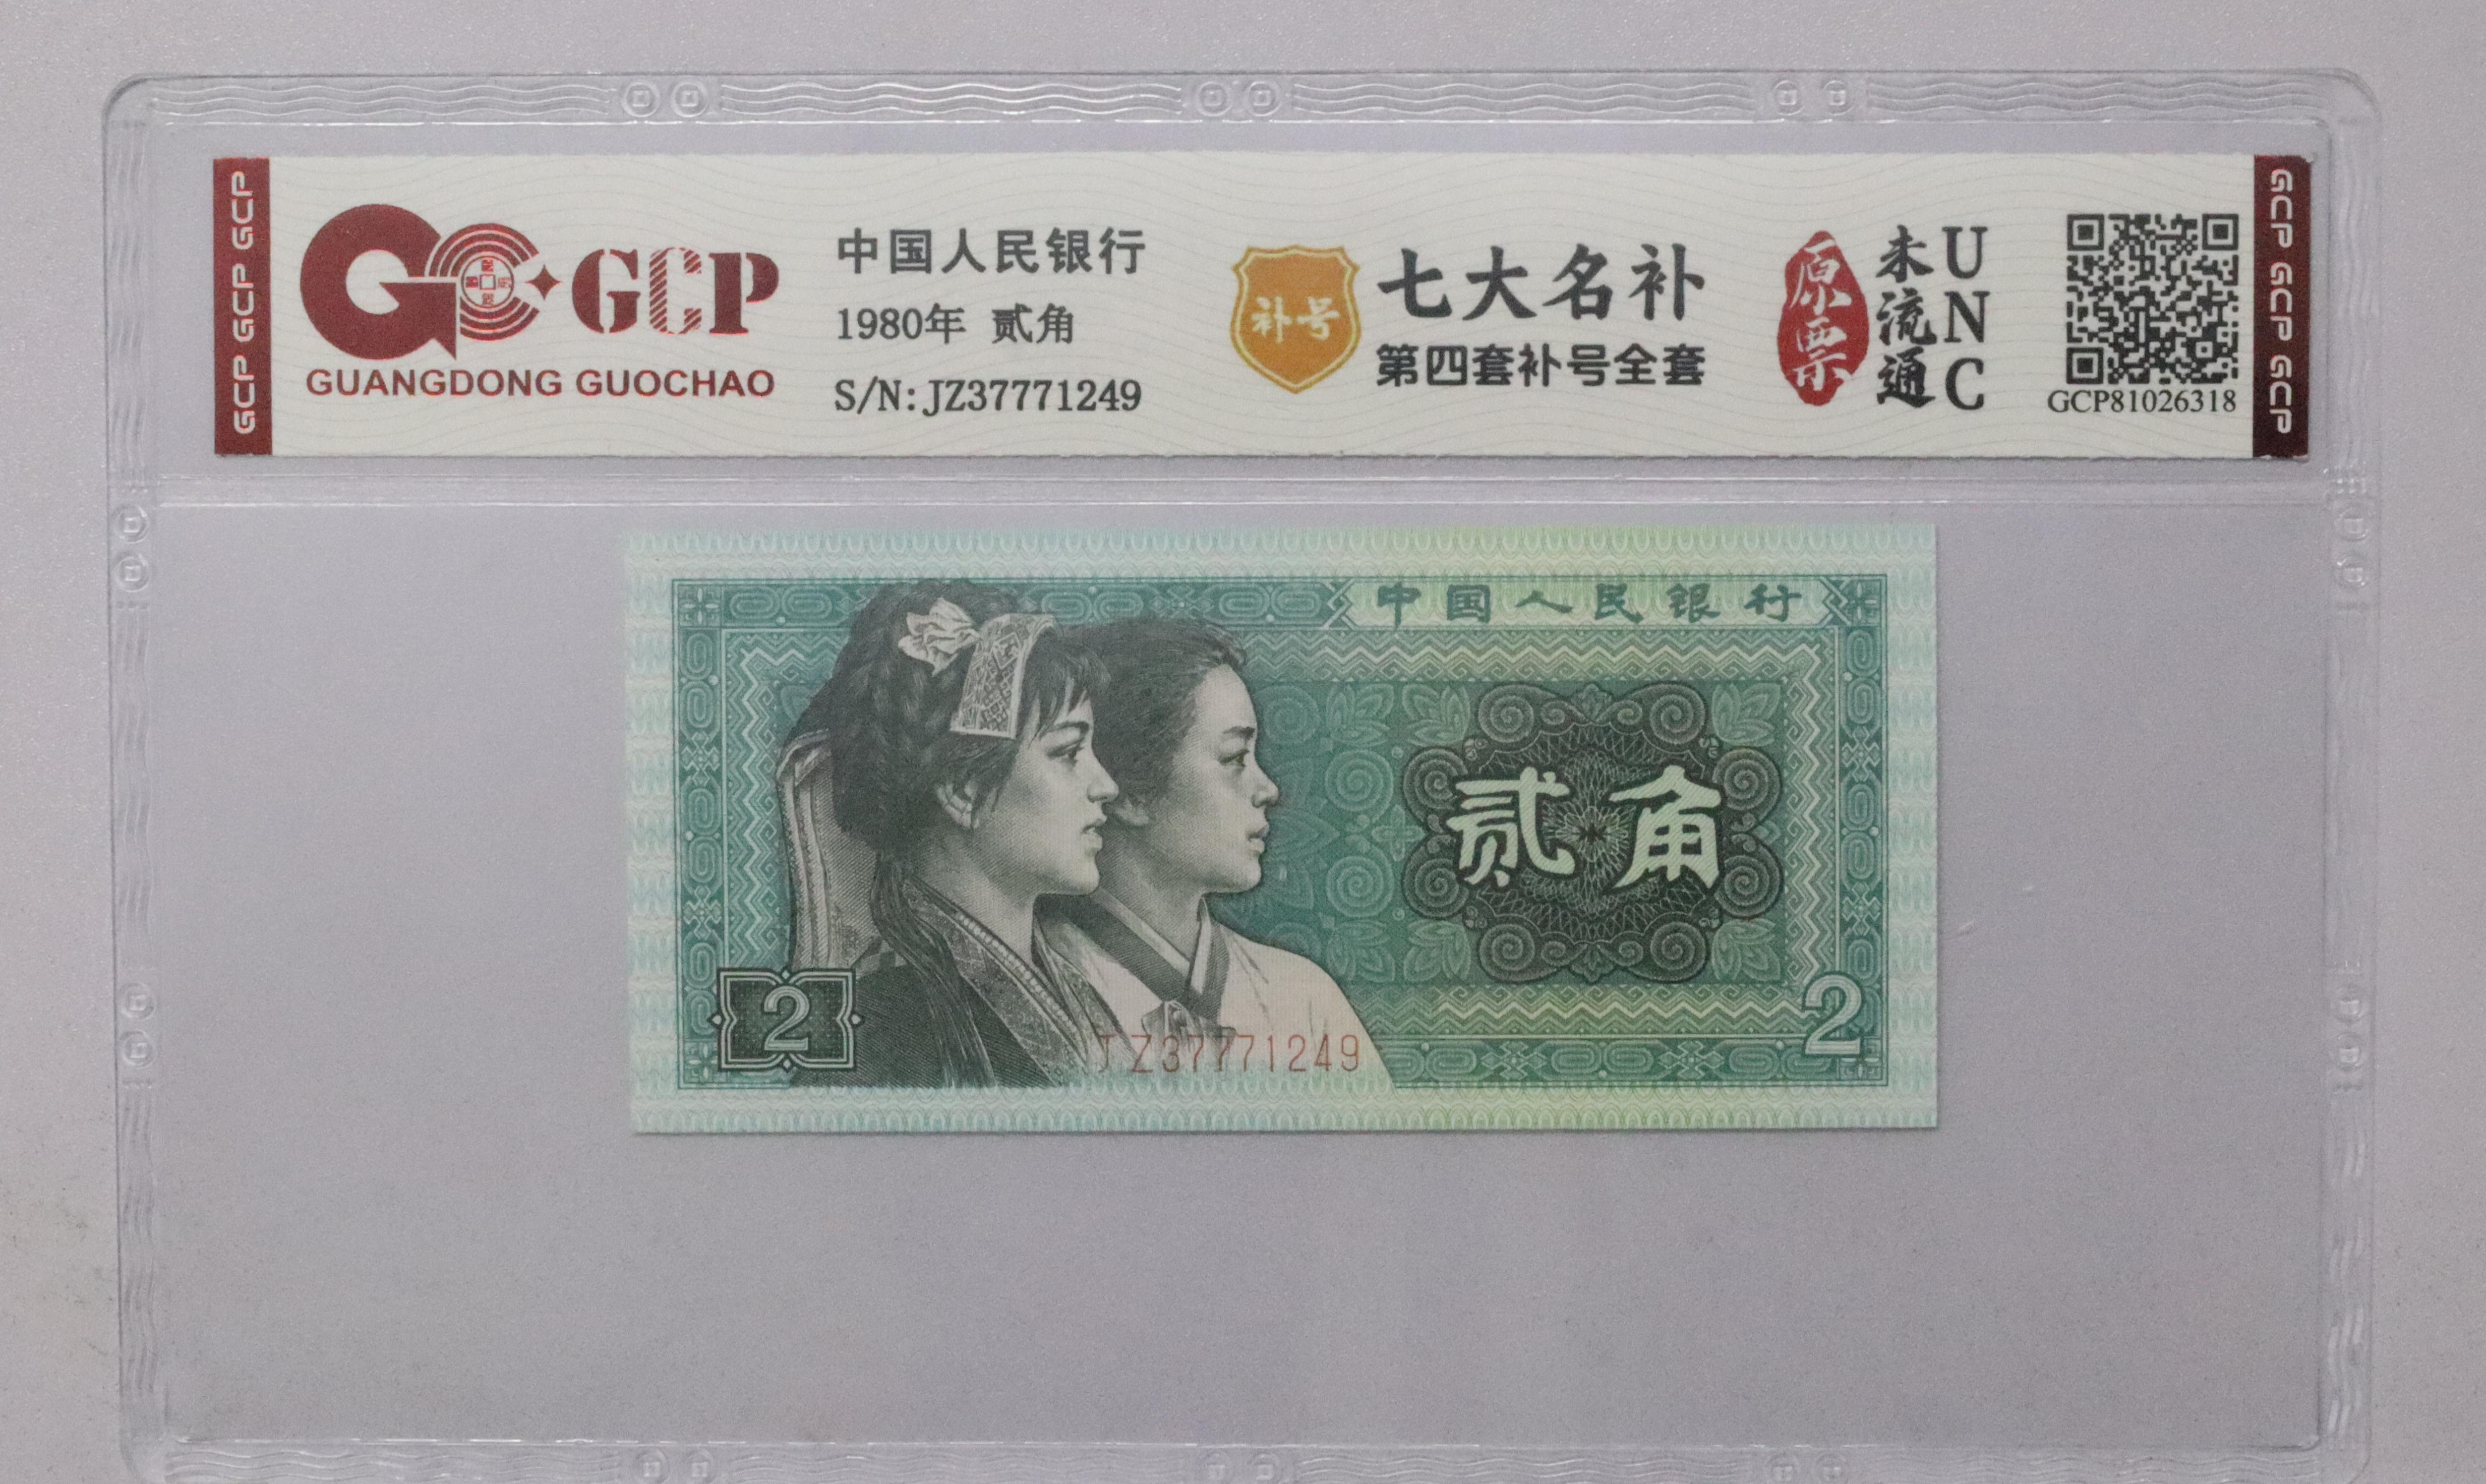 GCP GCP GCP
GCP
GUANGDONG GUOCHAO
中国人民银行
1980年 贰角
S/N:JZ37771249
补号
七大名补
第四套补号全套
原票
未流通
UNC
GCP81026318
GCP GCP GCP
中国人民银行
贰角
2
2
JZ37771249